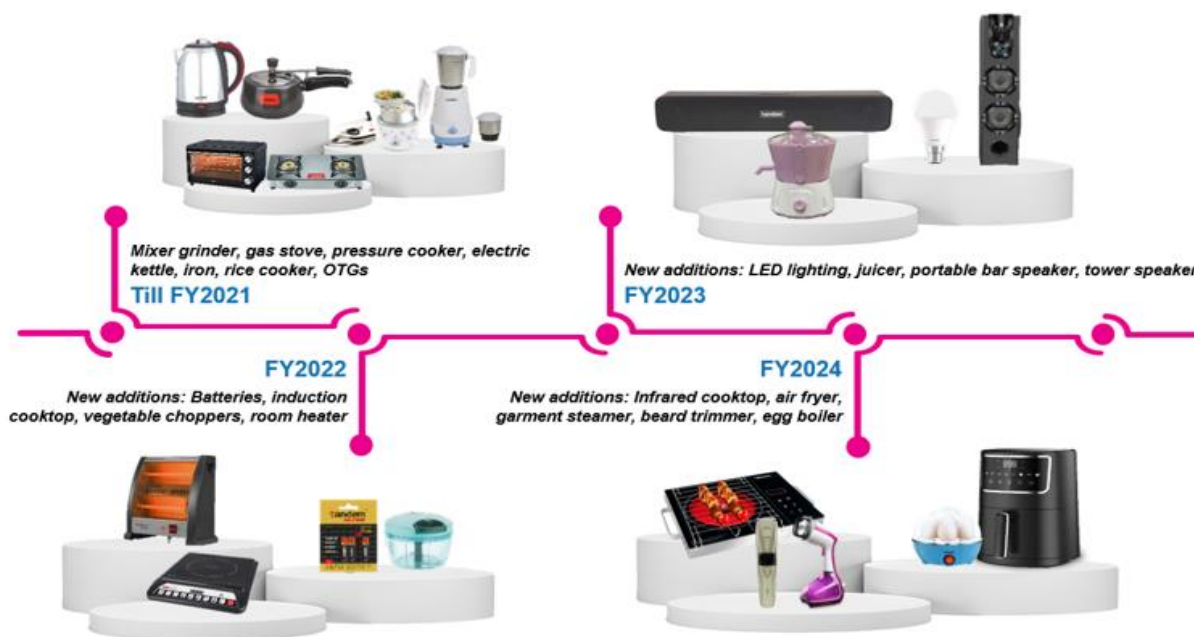 Mixer grinder, gas stove, pressure cooker, electric
kettle, iron, rice cooker, OTGs
Till FY2021
New additions: LED lighting, juicer, portable bar speaker, tower speaker
FY2023
FY2022
New additions: Batteries, induction
cooktop, vegetable choppers, room heater
FY2024
New additions: Infrared cooktop, air fryer,
garment steamer, beard trimmer, egg boiler
tandem
tandem